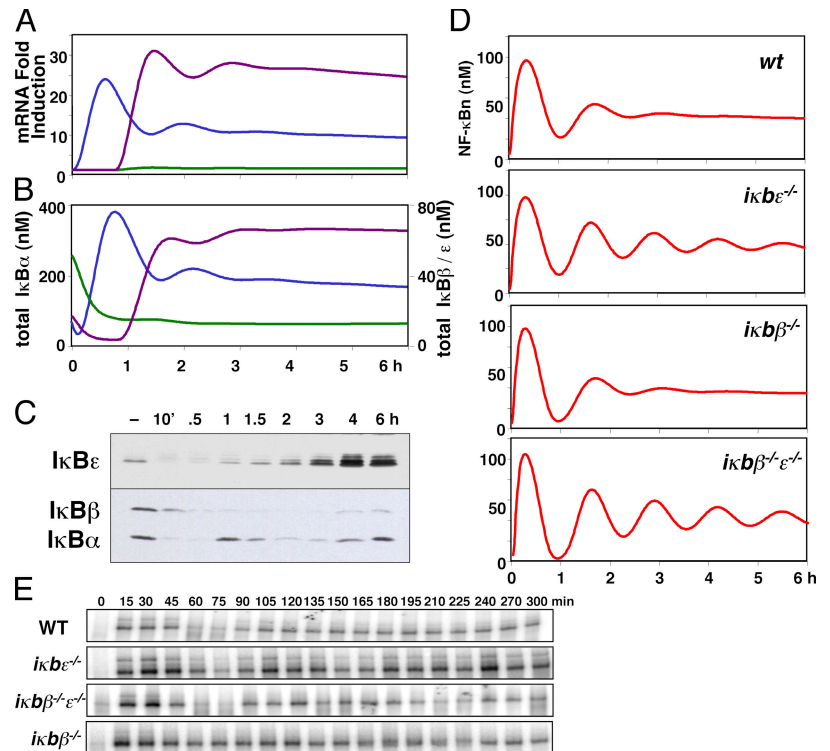 A
mRNA Fold
Induction
30
20
10
0
B
total IκBα (nM)
400
200
0
80
40
0
total IκBβ / ε (nM)
0 1 2 3 4 5 6 h
C
– 10' .5 1 1.5 2 3 4 6 h
IκBε
IκBβ
IκBα
D
NF-κBn (nM)
wt
100
50
0
iκbε-/-
100
50
0
iκbβ-/-
100
50
0
iκbβ-/-ε-/-
100
50
0
0 1 2 3 4 5 6 h
E
0 15 30 45 60 75 90 105 120 135 150 165 180 195 210 225 240 270 300 min
WT
iκbε-/-
iκbβ-/-ε-/-
iκbβ-/-